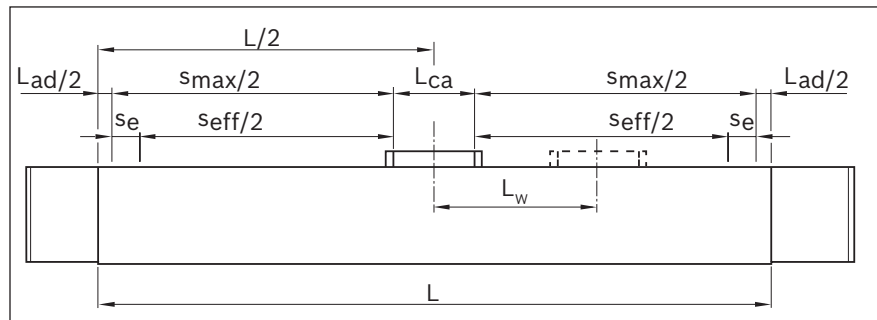 L/2
Lad/2 smax/2 Lca smax/2 Lad/2
se seff/2 seff/2 se
Lw
L